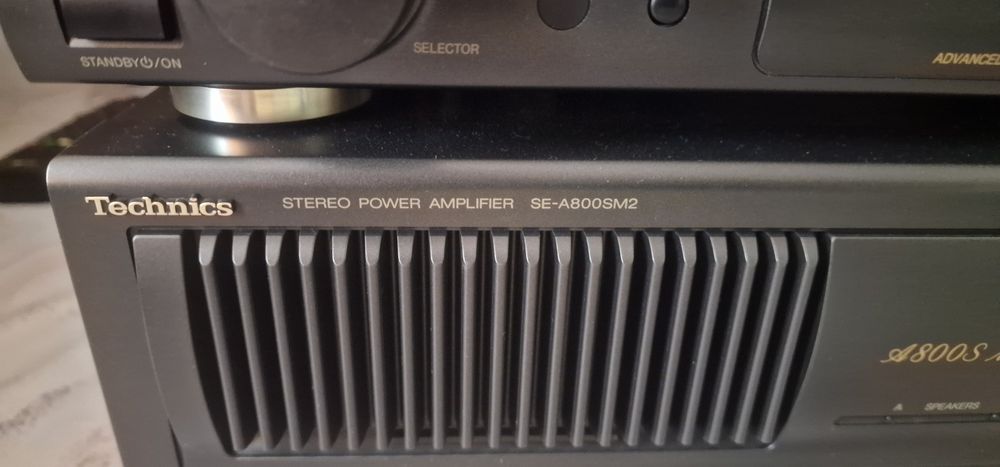 STANDBY⏻/ON
SELECTOR
ADVANCED
Technics STEREO POWER AMPLIFIER SE-A800SM2
A800S
A SPEAKERS